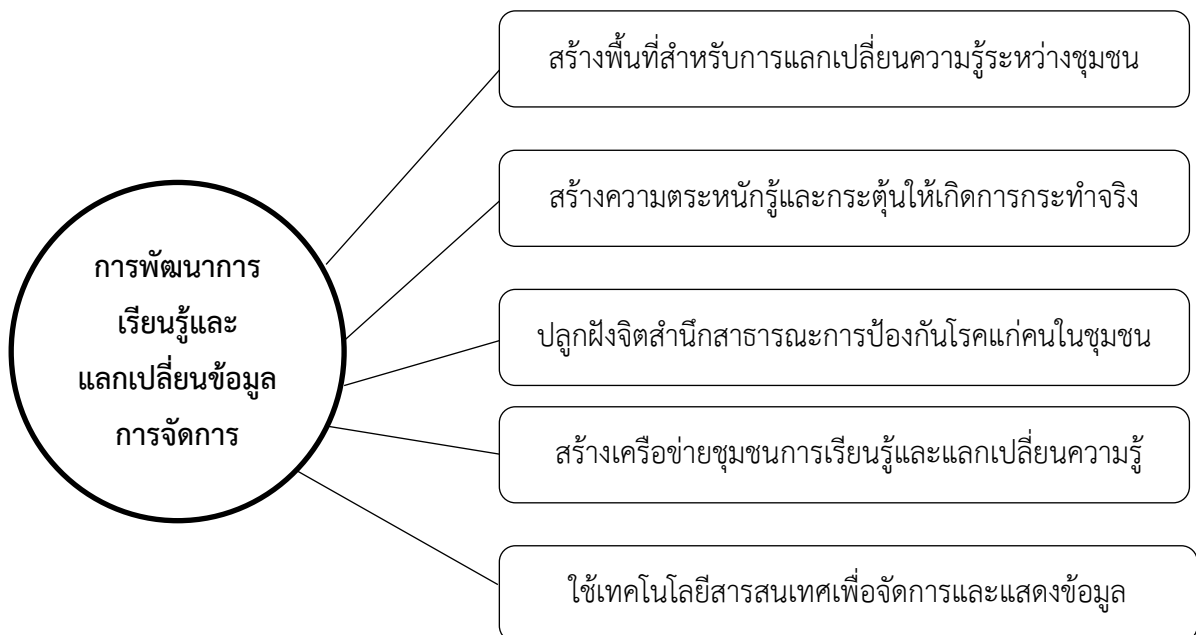 สร้างพื้นที่สำหรับการแลกเปลี่ยนความรู้ระหว่างชุมชน
สร้างความตระหนักรู้และกระตุ้นให้เกิดการกระทำจริง
การพัฒนาการ
เรียนรู้และ
แลกเปลี่ยนข้อมูล
การจัดการ
ปลูกฝังจิตสำนึกสาธารณะการป้องกันโรคแก่คนในชุมชน
สร้างเครือข่ายชุมชนการเรียนรู้และแลกเปลี่ยนความรู้
ใช้เทคโนโลยีสารสนเทศเพื่อจัดการและแสดงข้อมูล